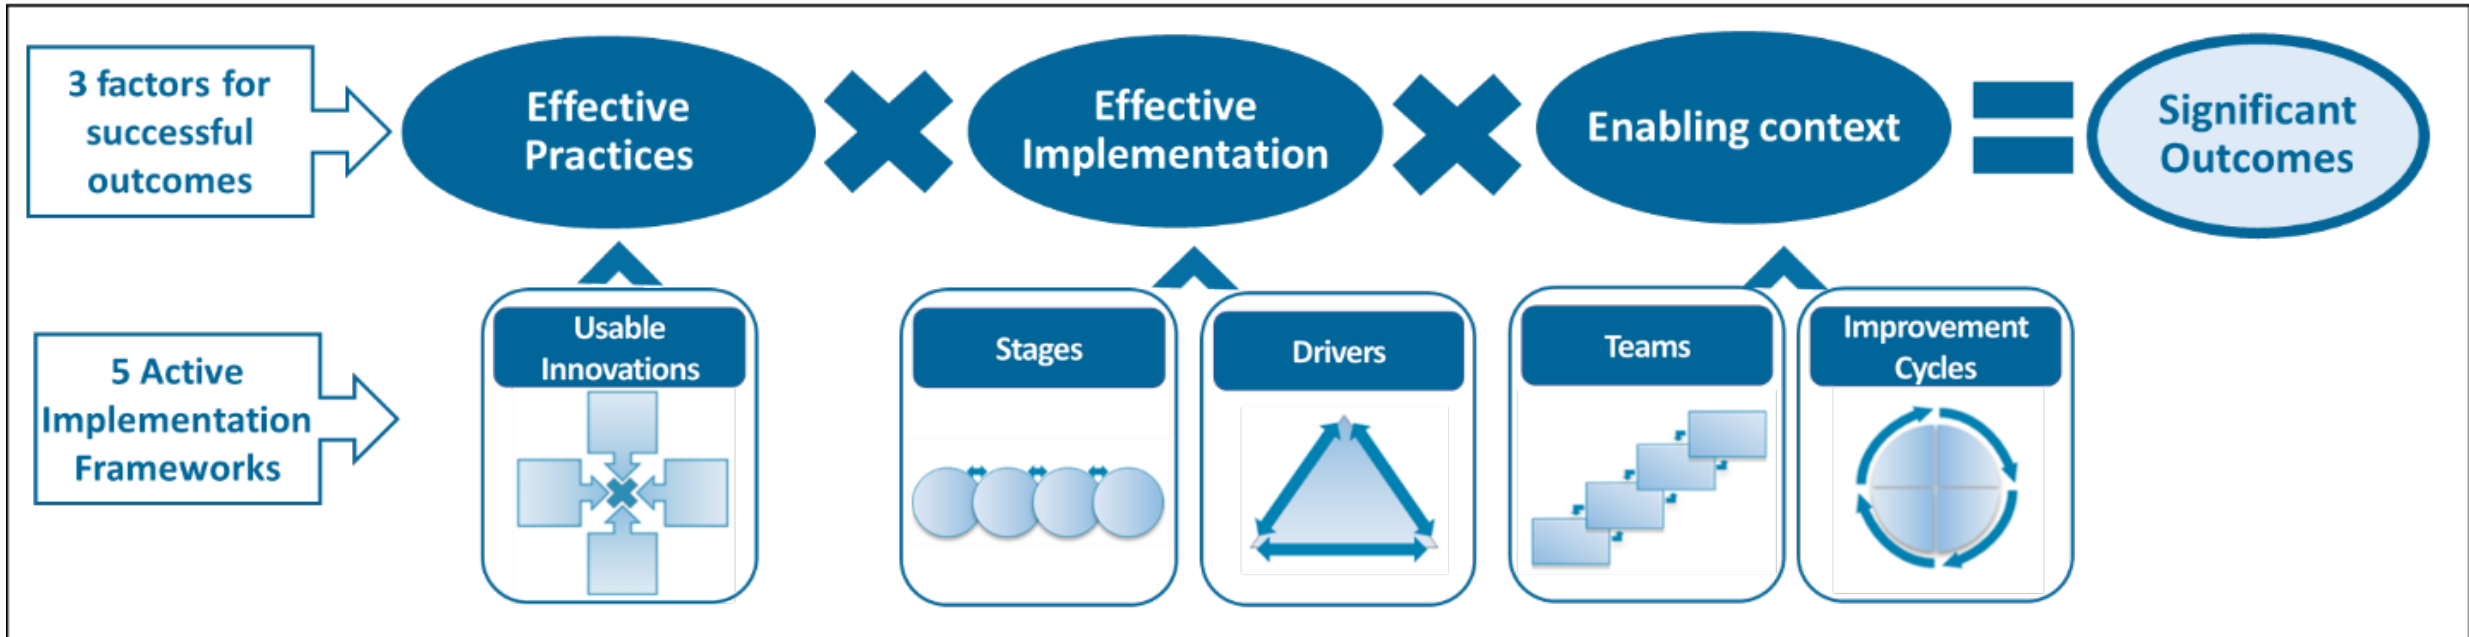 3 factors for
successful
outcomes
Effective
Practices
Effective
Implementation
Enabling context
Significant
Outcomes
5 Active
Implementation
Frameworks
Usable
Innovations
Stages
Drivers
Teams
Improvement
Cycles